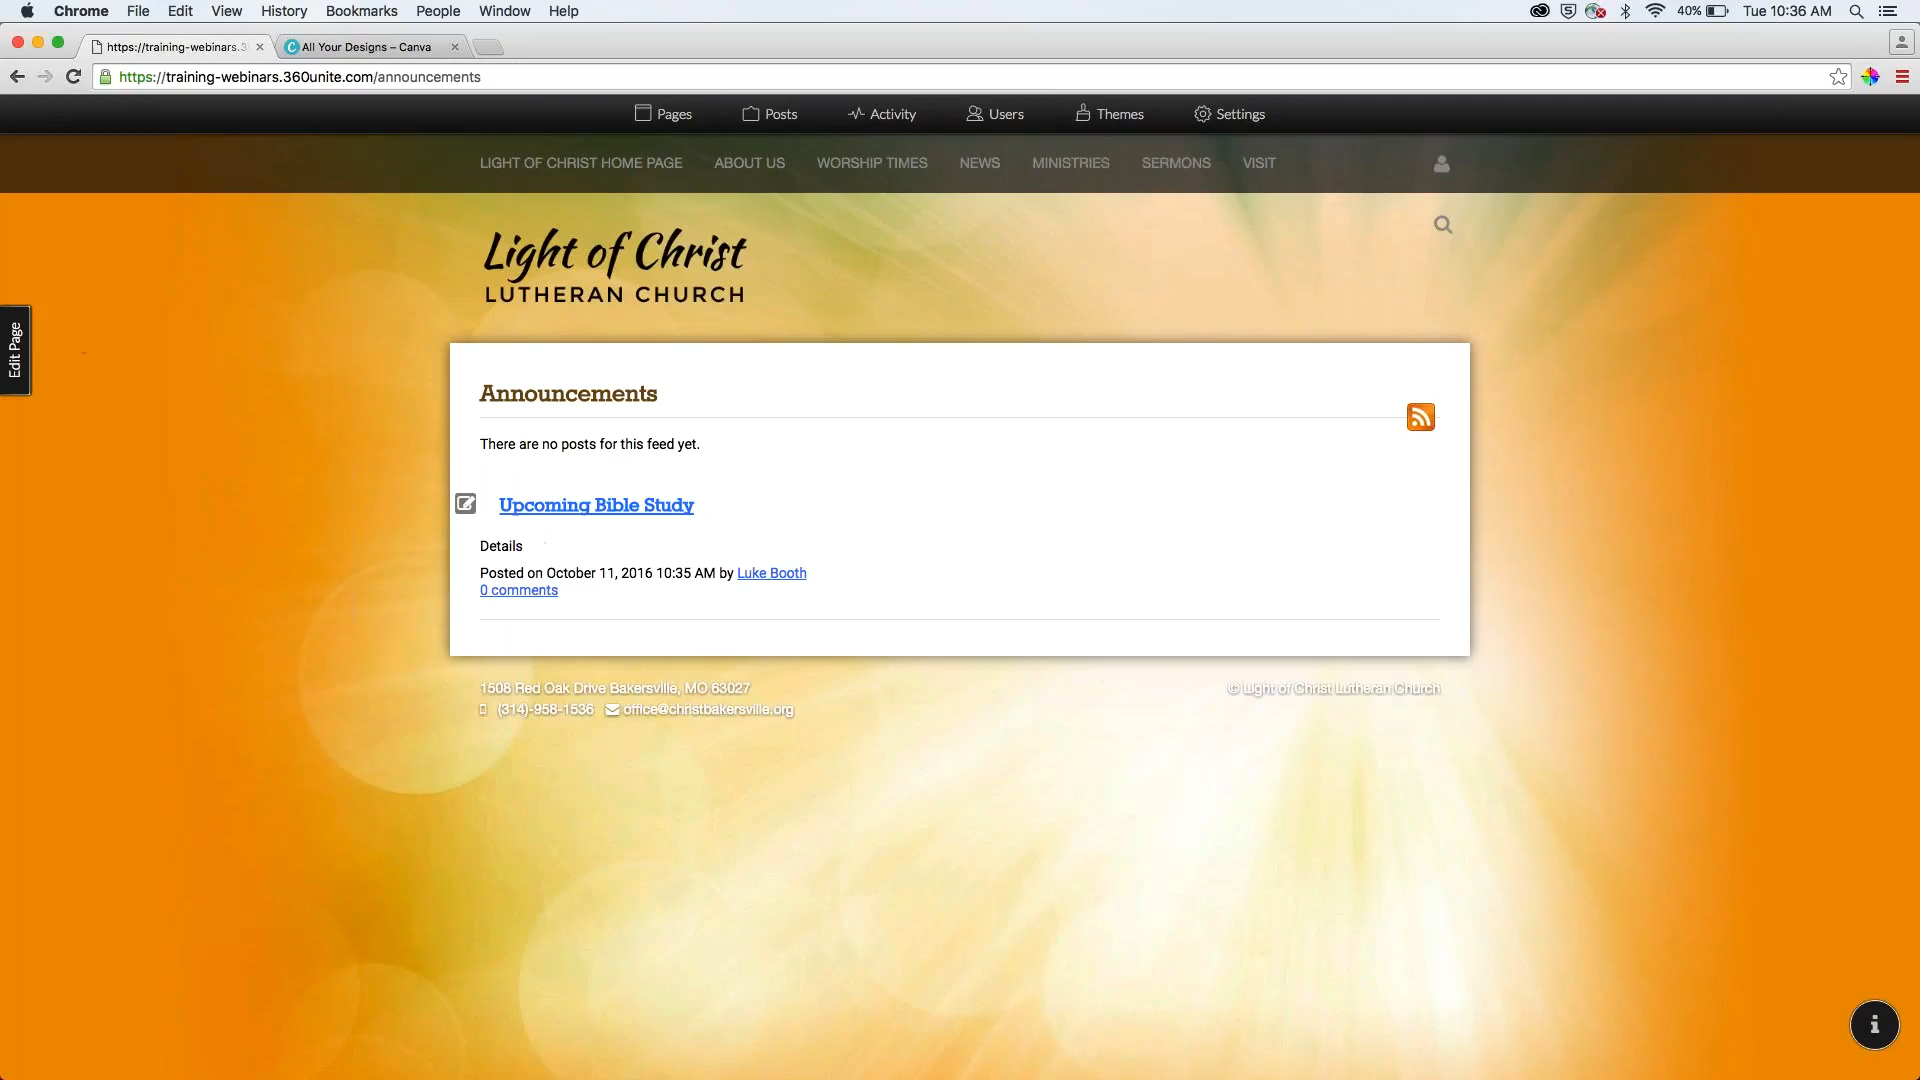 Chrome File Edit View History Bookmarks People Window Help 40% Tue 10:36 AM
https://training-webinars.3 All Your Designs – Canva
https://training-webinars.360unite.com/announcements
Pages Posts Activity Users Themes Settings
LIGHT OF CHRIST HOME PAGE ABOUT US WORSHIP TIMES NEWS MINISTRIES SERMONS VISIT
Light of Christ
LUTHERAN CHURCH
Edit Page
Announcements
There are no posts for this feed yet.
Upcoming Bible Study
Details
Posted on October 11, 2016 10:35 AM by Luke Booth
0 comments
1508 Red Oak Drive Bakersville, MO 63027 © Light of Christ Lutheran Church
(314)-958-1536 office@christbakersville.org